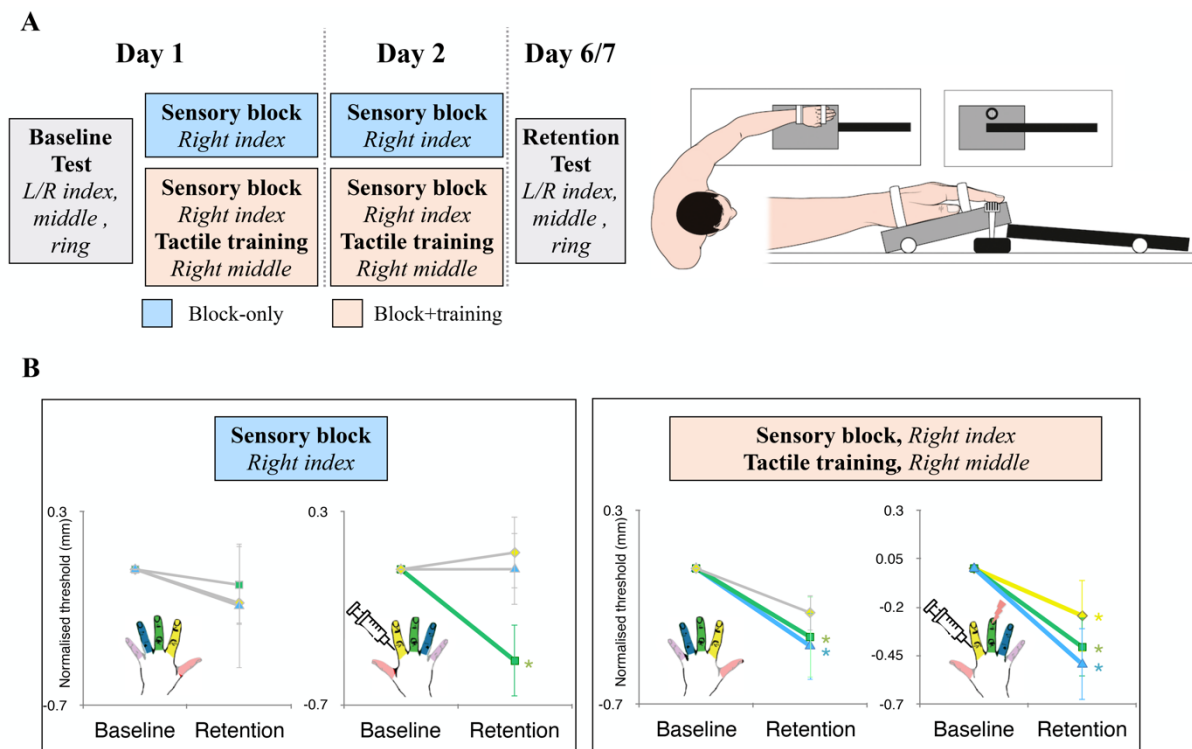 A
Day 1
Day 2
Day 6/7
Baseline
Test
L/R index,
middle ,
ring
Sensory block
Right index
Sensory block
Right index
Tactile training
Right middle
Sensory block
Right index
Sensory block
Right index
Tactile training
Right middle
Retention
Test
L/R index,
middle ,
ring
Block-only
Block+training
B
Sensory block
Right index
Normalised threshold (mm)
0.3
-0.7
Baseline
Retention
0.3
-0.7
*
Baseline
Retention
Sensory block, Right index
Tactile training, Right middle
Normalised threshold (mm)
0.3
-0.7
*
*
Baseline
Retention
0.3
0.05
-0.2
-0.45
-0.7
*
*
*
Baseline
Retention